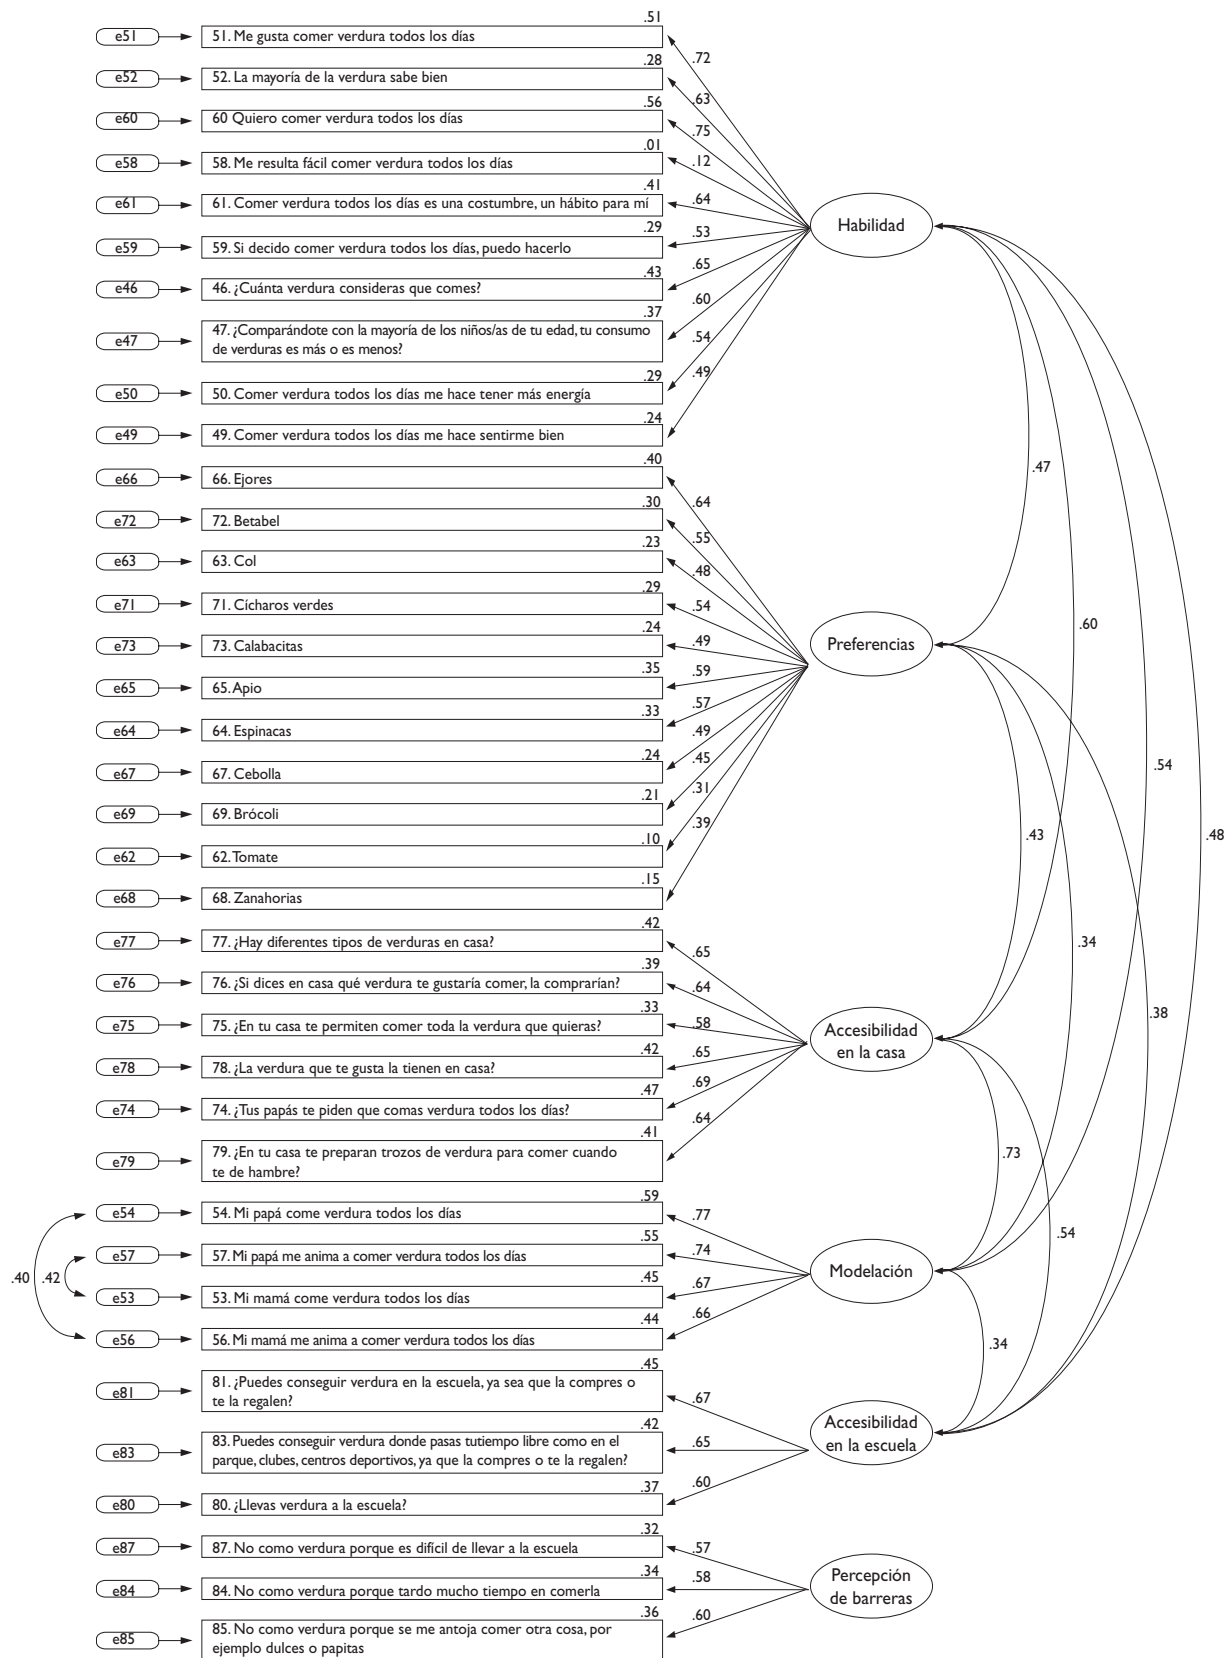 .51
e51 51. Me gusta comer verdura todos los días
.72
.28
e52 52. La mayoría de la verdura sabe bien
.63
.56
e60 60 Quiero comer verdura todos los días
.75
.01
e58 58. Me resulta fácil comer verdura todos los días
.12
.41
e61 61. Comer verdura todos los días es una costumbre, un hábito para mí
.64
Habilidad
.29
e59 59. Si decido comer verdura todos los días, puedo hacerlo
.53
.43
e46 46. ¿Cuánta verdura consideras que comes?
.65
.37
e47 47. ¿Comparándote con la mayoría de los niños/as de tu edad, tu consumo
de verduras es más o es menos?
.60
.54
.29
e50 50. Comer verdura todos los días me hace tener más energía
.49
.24
e49 49. Comer verdura todos los días me hace sentirme bien
.40
e66 66. Ejores
.47
.64
.30
e72 72. Betabel
.55
.23
e63 63. Col
.48
.29
e71 71. Cícharos verdes
.54
.60
.24
e73 73. Calabacitas
.49
Preferencias
.35
e65 65. Apio
.59
.33
e64 64. Espinacas
.57
.49
.24
e67 67. Cebolla
.45
.54
.21
e69 69. Brócoli
.31
.39
.43
.48
.10
e62 62. Tomate
.15
e68 68. Zanahorias
.42
e77 77. ¿Hay diferentes tipos de verduras en casa?
.65
.34
.39
e76 76. ¿Si dices en casa qué verdura te gustaría comer, la comprarían?
.64
.38
.33
e75 75. ¿En tu casa te permiten comer toda la verdura que quieras?
.58
Accesibilidad
en la casa
.42
e78 78. ¿La verdura que te gusta la tienen en casa?
.65
.47
e74 74. ¿Tus papás te piden que comas verdura todos los días?
.69
.64
.41
e79 79. ¿En tu casa te preparan trozos de verdura para comer cuando
te de hambre?
.73
.59
e54 54. Mi papá come verdura todos los días
.77
.54
.55
e57 57. Mi papá me anima a comer verdura todos los días
.74
Modelación
.40 .42
.45
e53 53. Mi mamá come verdura todos los días
.67
.44
e56 56. Mi mamá me anima a comer verdura todos los días
.66
.34
.45
e81 81. ¿Puedes conseguir verdura en la escuela, ya sea que la compres o
te la regalen?
.67
Accesibilidad
en la escuela
.42
e83 83. Puedes conseguir verdura donde pasas tutiempo libre como en el
parque, clubes, centros deportivos, ya que la compres o te la regalen?
.65
.60
.37
e80 80. ¿Llevas verdura a la escuela?
.32
e87 87. No como verdura porque es difícil de llevar a la escuela
.57
.34
e84 84. No como verdura porque tardo mucho tiempo en comerla
.58
Percepción
de barreras
.60
.36
e85 85. No como verdura porque se me antoja comer otra cosa, por
ejemplo dulces o papitas